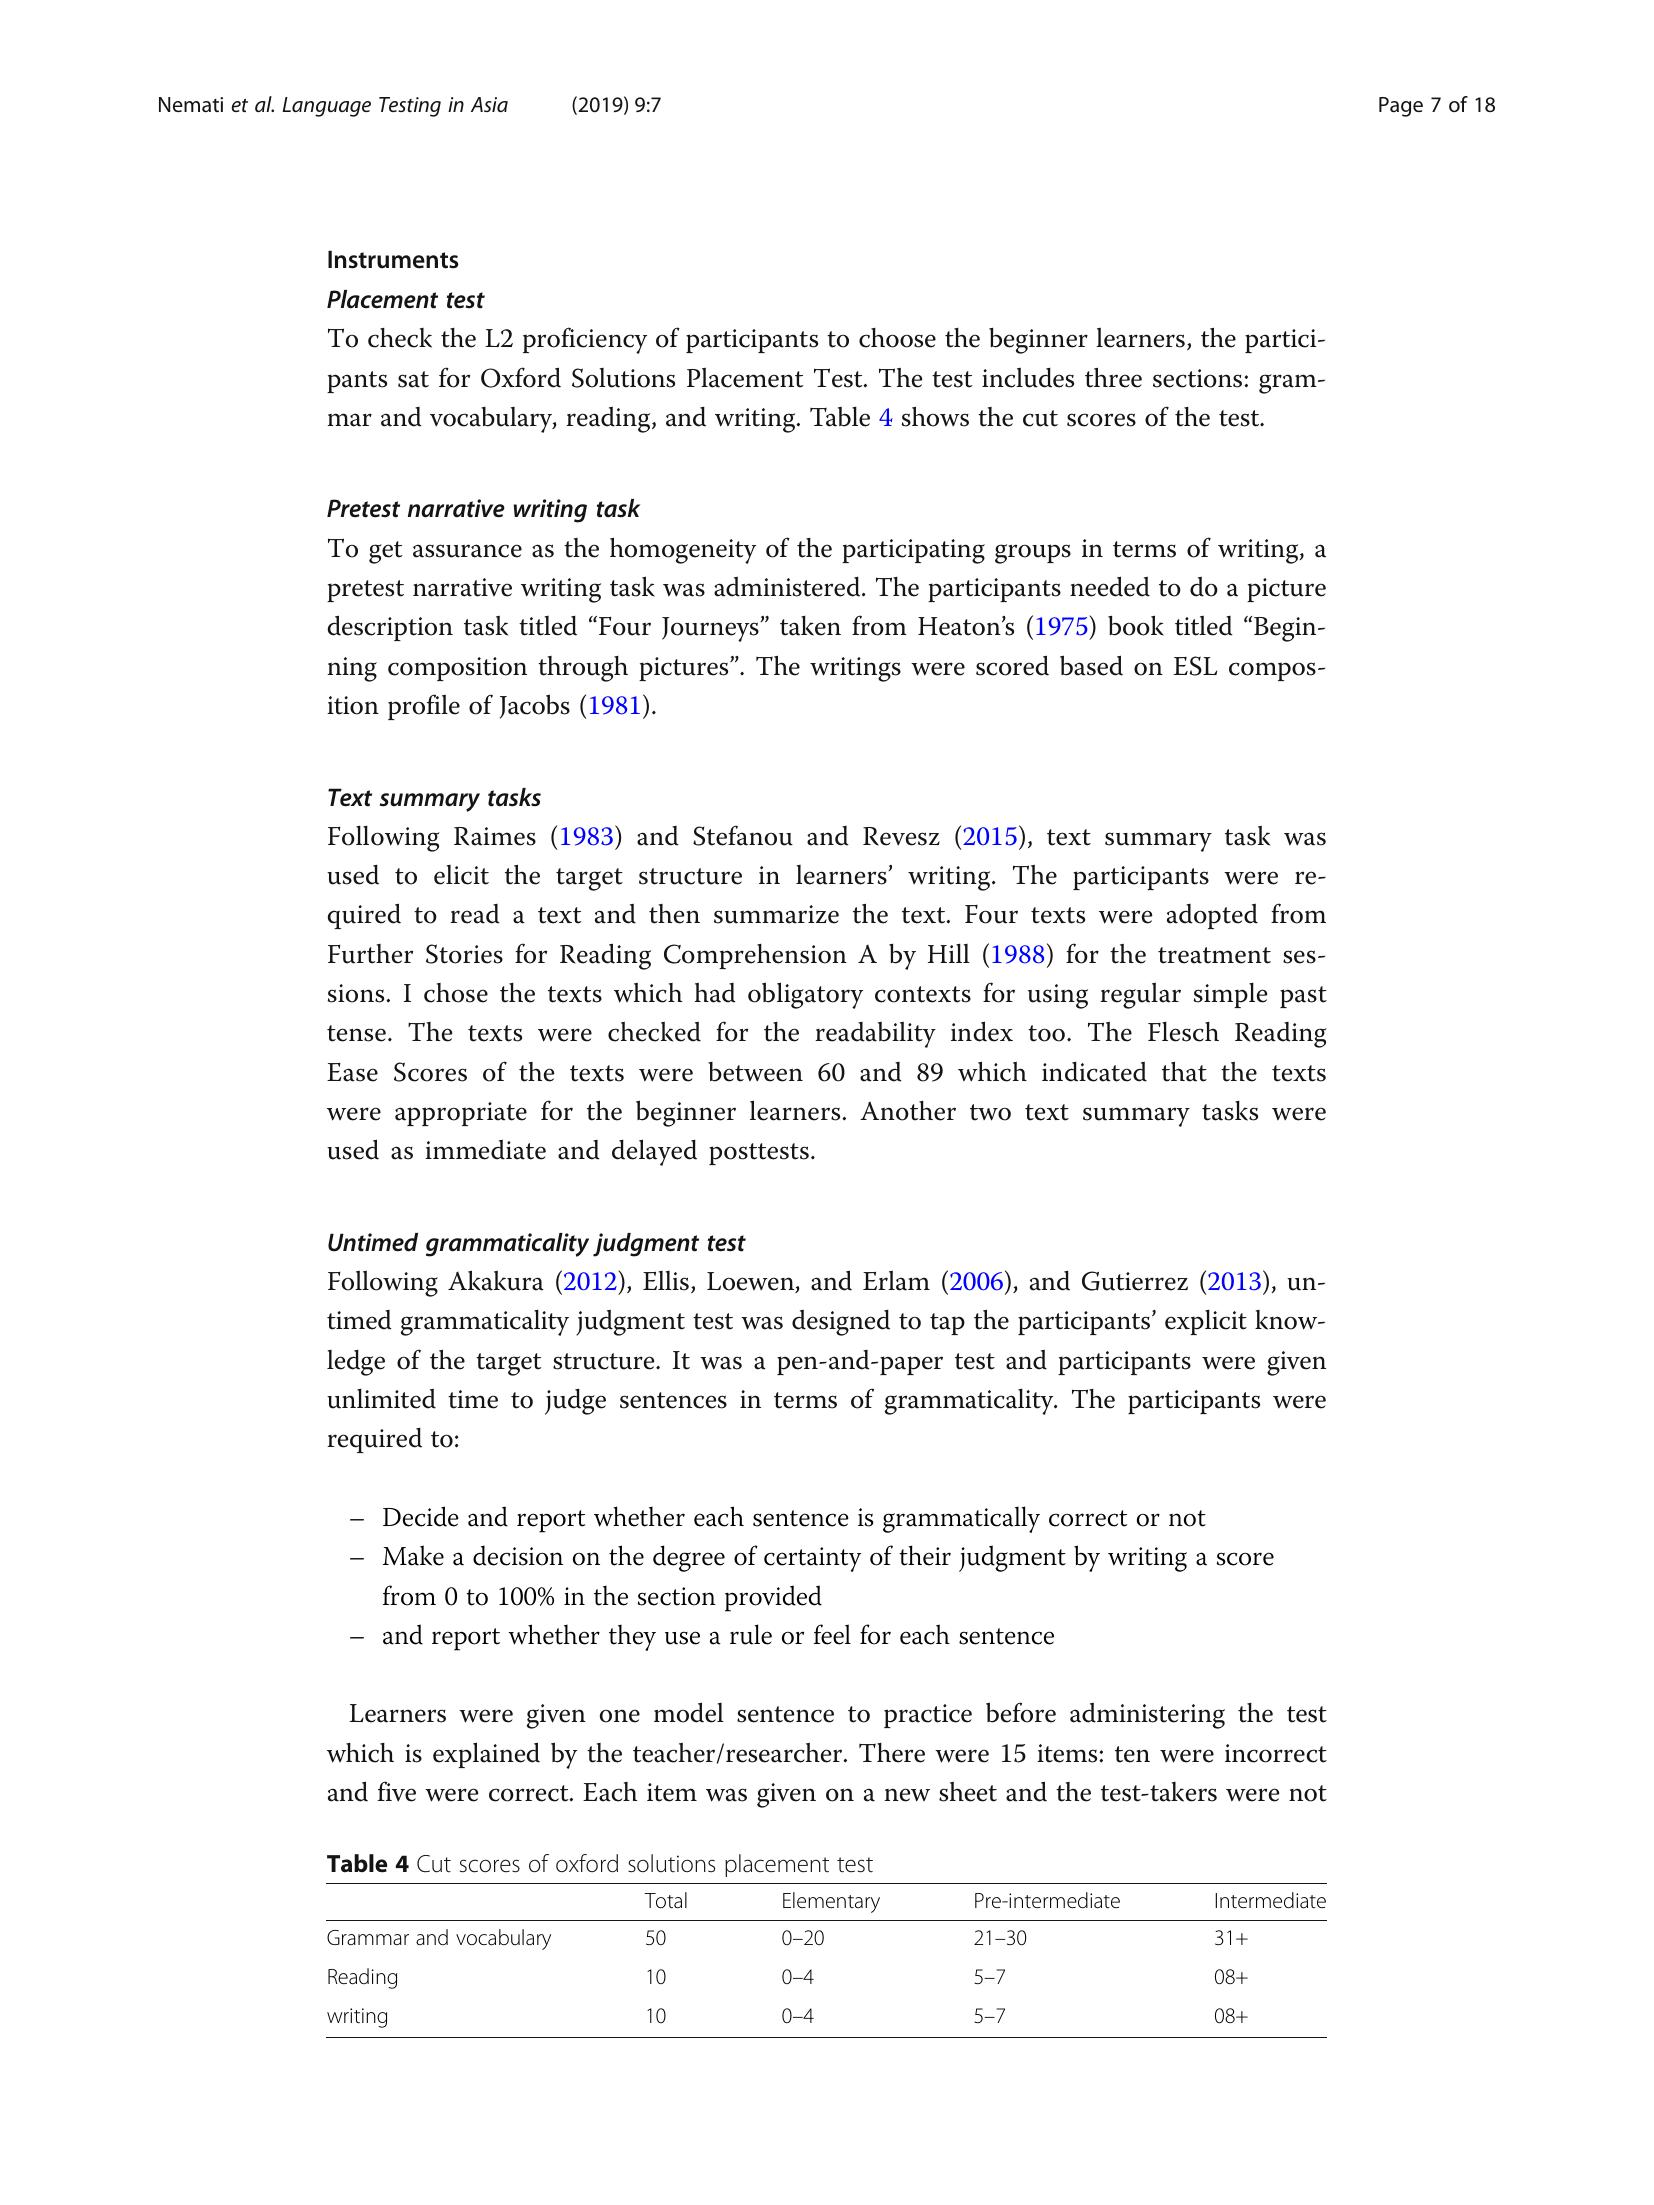 Nemati et al. Language Testing in Asia (2019) 9:7 Page 7 of 18
Instruments
Placement test
To check the L2 proficiency of participants to choose the beginner learners, the partici-
pants sat for Oxford Solutions Placement Test. The test includes three sections: gram-
mar and vocabulary, reading, and writing. Table 4 shows the cut scores of the test.
Pretest narrative writing task
To get assurance as the homogeneity of the participating groups in terms of writing, a
pretest narrative writing task was administered. The participants needed to do a picture
description task titled “Four Journeys” taken from Heaton’s (1975) book titled “Begin-
ning composition through pictures”. The writings were scored based on ESL compos-
ition profile of Jacobs (1981).
Text summary tasks
Following Raimes (1983) and Stefanou and Revesz (2015), text summary task was
used to elicit the target structure in learners’ writing. The participants were re-
quired to read a text and then summarize the text. Four texts were adopted from
Further Stories for Reading Comprehension A by Hill (1988) for the treatment ses-
sions. I chose the texts which had obligatory contexts for using regular simple past
tense. The texts were checked for the readability index too. The Flesch Reading
Ease Scores of the texts were between 60 and 89 which indicated that the texts
were appropriate for the beginner learners. Another two text summary tasks were
used as immediate and delayed posttests.
Untimed grammaticality judgment test
Following Akakura (2012), Ellis, Loewen, and Erlam (2006), and Gutierrez (2013), un-
timed grammaticality judgment test was designed to tap the participants’ explicit know-
ledge of the target structure. It was a pen-and-paper test and participants were given
unlimited time to judge sentences in terms of grammaticality. The participants were
required to:
– Decide and report whether each sentence is grammatically correct or not
– Make a decision on the degree of certainty of their judgment by writing a score
from 0 to 100% in the section provided
– and report whether they use a rule or feel for each sentence
Learners were given one model sentence to practice before administering the test
which is explained by the teacher/researcher. There were 15 items: ten were incorrect
and five were correct. Each item was given on a new sheet and the test-takers were not
Table 4 Cut scores of oxford solutions placement test
Total Elementary Pre-intermediate Intermediate
Grammar and vocabulary 50 0–20 21–30 31+
Reading 10 0–4 5–7 08+
writing 10 0–4 5–7 08+